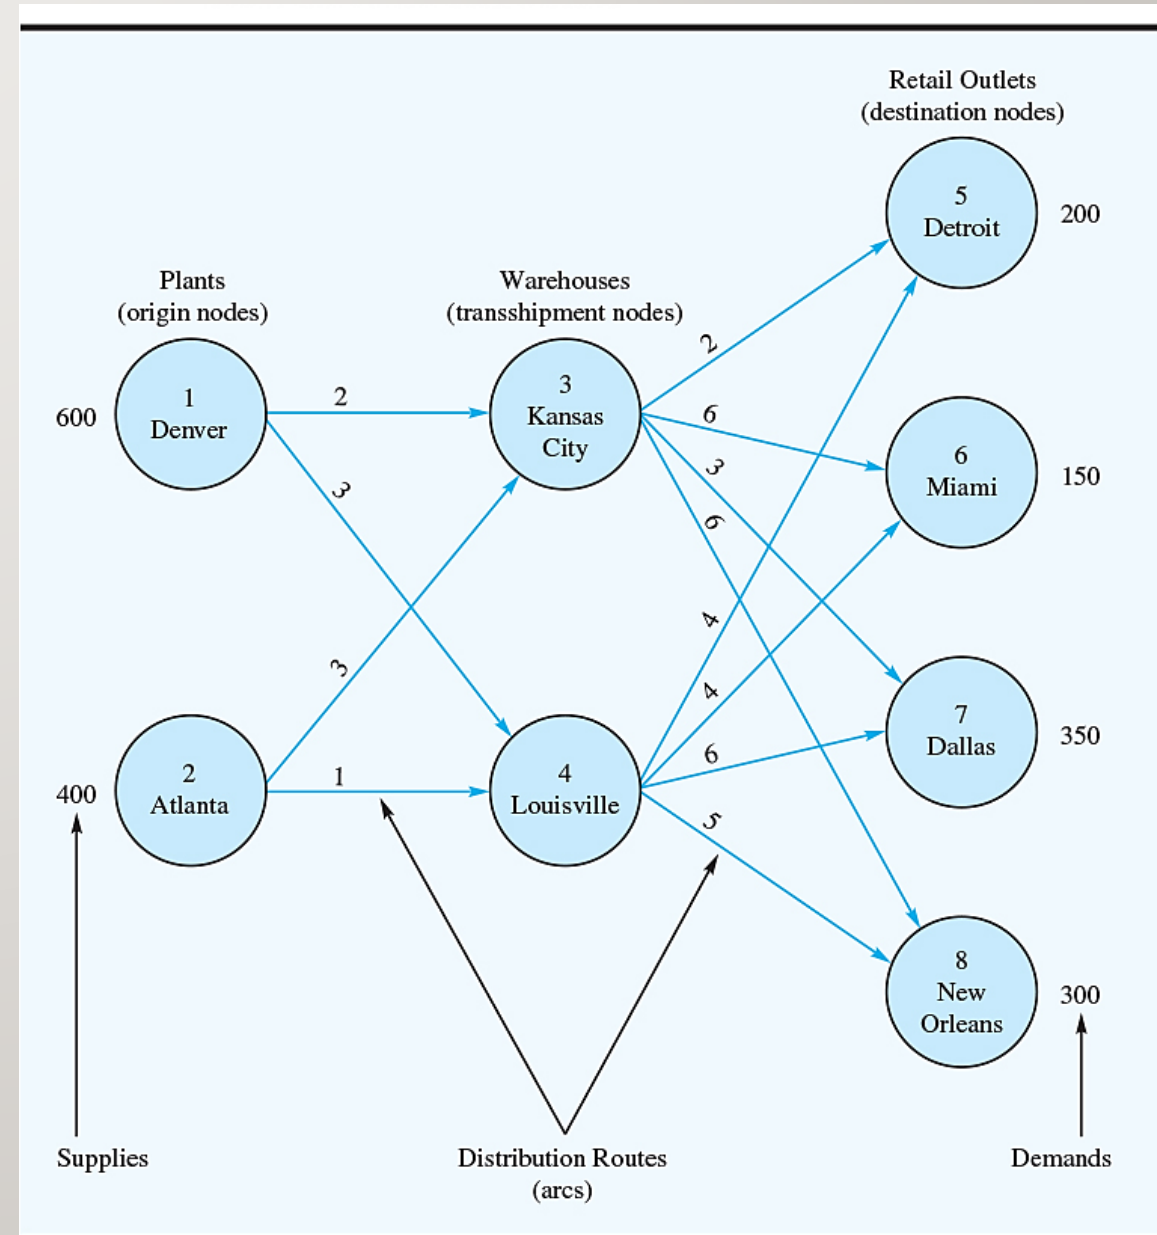 Retail Outlets
(destination nodes)
5
Detroit
200
Plants
(origin nodes)
Warehouses
(transshipment nodes)
600
1
Denver
2
3
3
Kansas
City
2
6
3
6
6
Miami
150
3
4
4
6
5
7
Dallas
350
400
2
Atlanta
1
4
Louisville
8
New
Orleans
300
Supplies
Distribution Routes
(arcs)
Demands